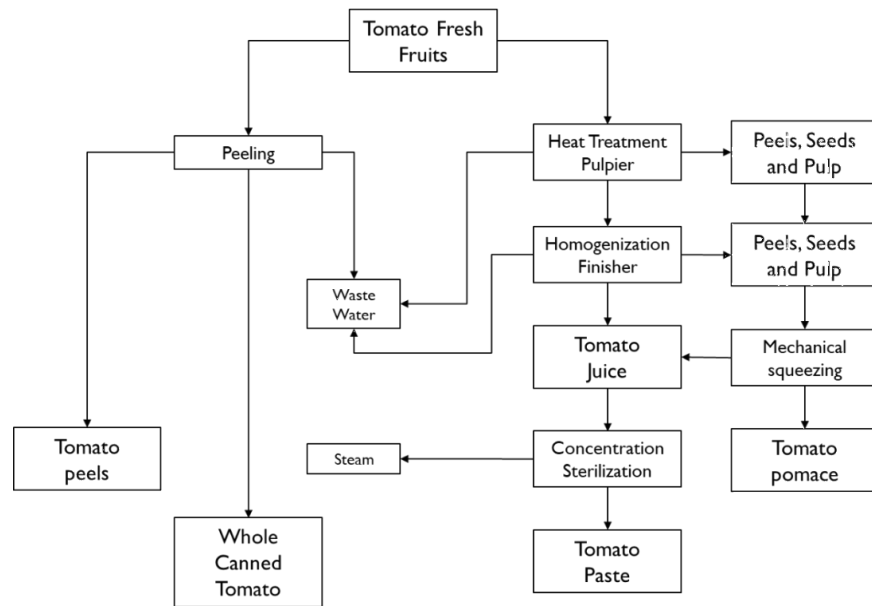 Tomato Fresh
Fruits
Peeling
Heat Treatment
Pulpier
Peels, Seeds
and Pulp
Homogenization
Finisher
Peels, Seeds
and Pulp
Waste
Water
Tomato
Juice
Mechanical
squeezing
Tomato
peels
Steam
Concentration
Sterilization
Tomato
pomace
Whole
Canned
Tomato
Tomato
Paste